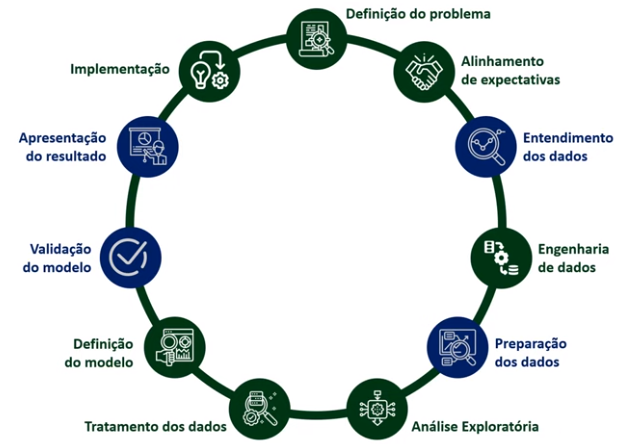 Definição do problema
Alinhamento
de expectativas
Entendimento
dos dados
Engenharia
de dados
Preparação
dos dados
Análise Exploratória
Tratamento dos dados
Definição
do modelo
Validação
do modelo
Apresentação
do resultado
Implementação